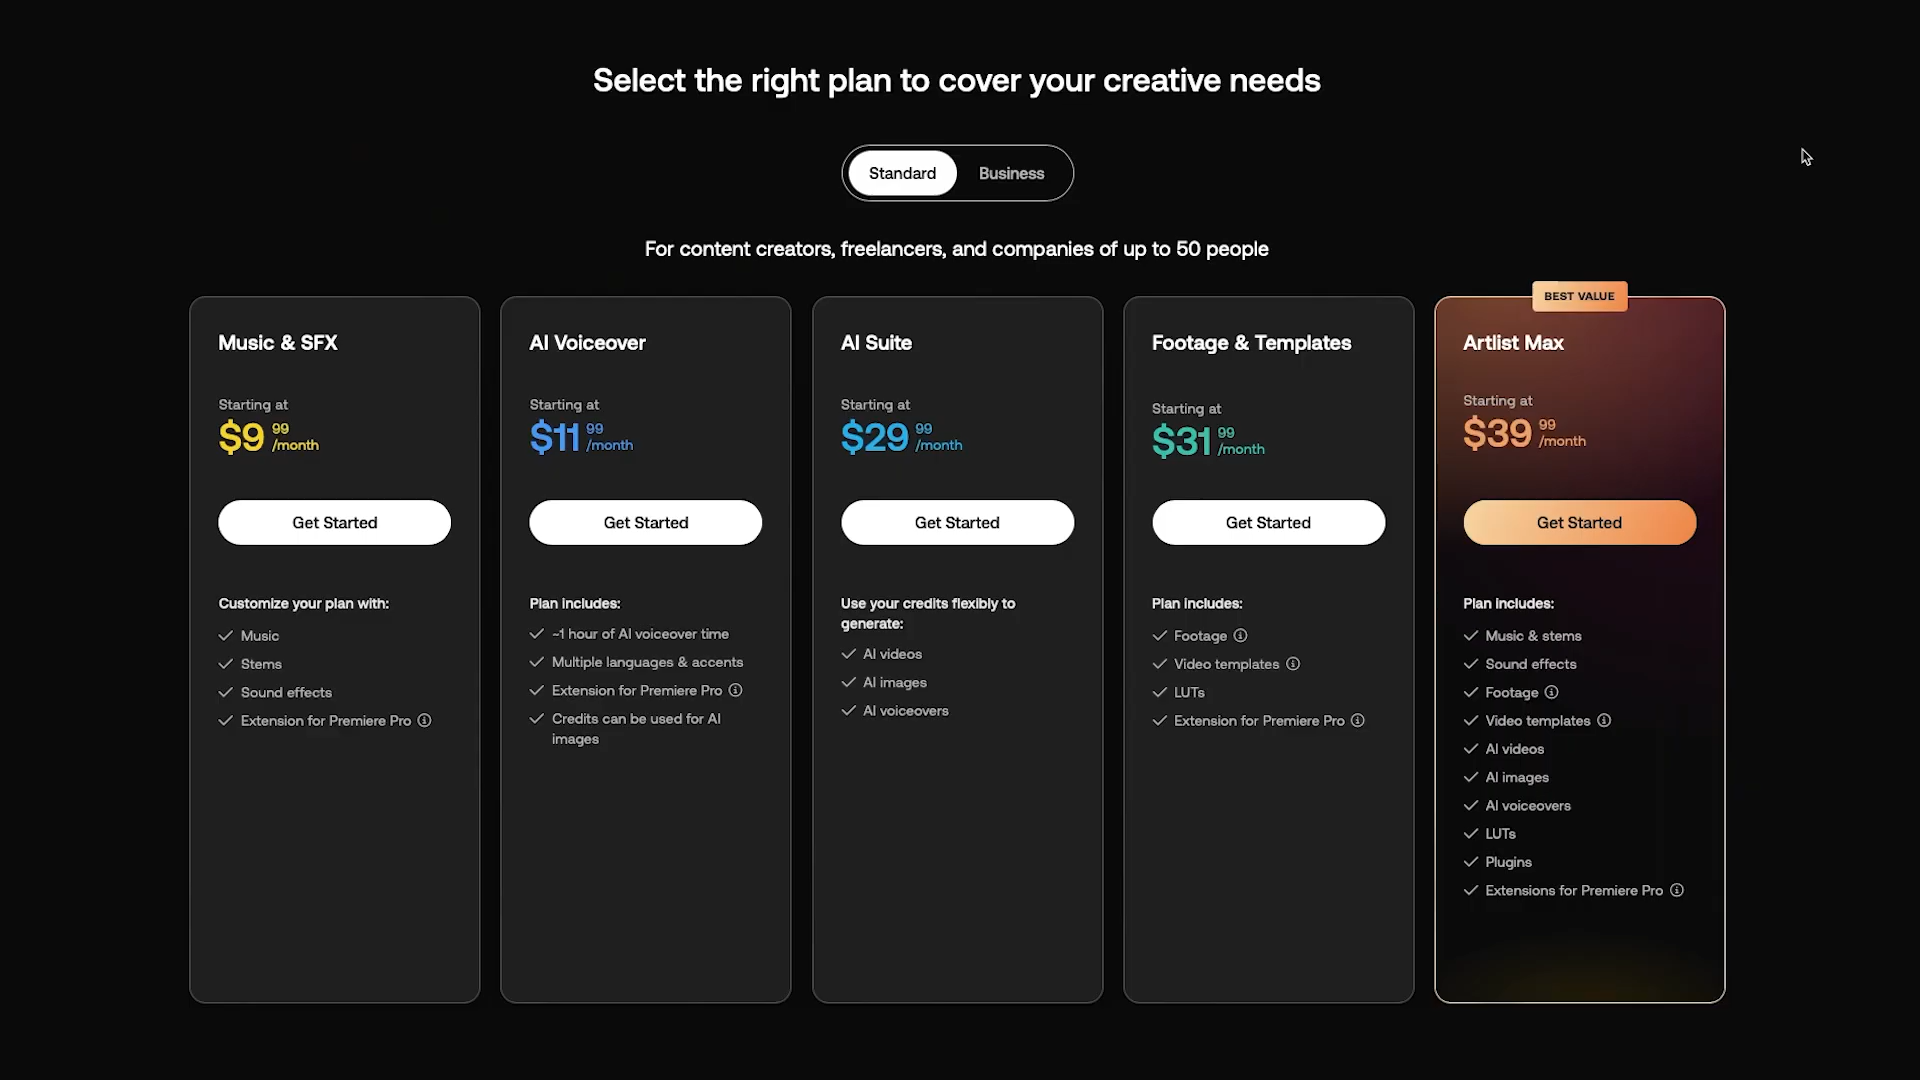 Select the right plan to cover your creative needs
Standard
Business
For content creators, freelancers, and companies of up to 50 people
Music & SFX
Starting at
$9 99 /month
Get Started
Customize your plan with:
Music
Stems
Sound effects
Extension for Premiere Pro
AI Voiceover
Starting at
$11 99 /month
Get Started
Plan includes:
~1 hour of AI voiceover time
Multiple languages & accents
Extension for Premiere Pro
Credits can be used for AI
images
AI Suite
Starting at
$29 99 /month
Get Started
Use your credits flexibly to
generate:
AI videos
AI images
AI voiceovers
Footage & Templates
Starting at
$31 99 /month
Get Started
Plan includes:
Footage
Video templates
LUTs
Extension for Premiere Pro
BEST VALUE
Artlist Max
Starting at
$39 99 /month
Get Started
Plan includes:
Music & stems
Sound effects
Footage
Video templates
AI videos
AI images
AI voiceovers
LUTs
Plugins
Extensions for Premiere Pro